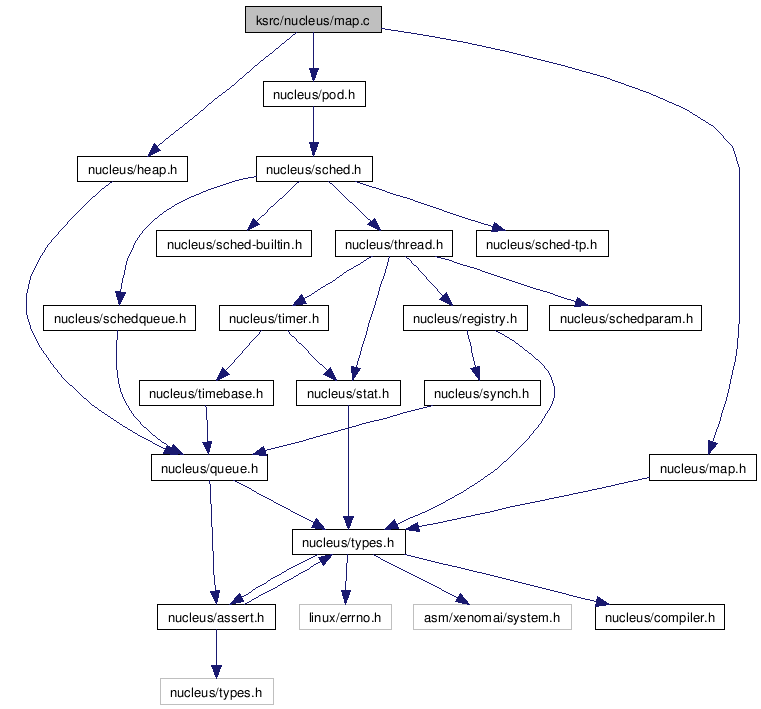 ksrc/nucleus/map.c
nucleus/pod.h
nucleus/heap.h
nucleus/sched.h
nucleus/sched-builtin.h
nucleus/thread.h
nucleus/sched-tp.h
nucleus/schedqueue.h
nucleus/timer.h
nucleus/registry.h
nucleus/schedparam.h
nucleus/timebase.h
nucleus/stat.h
nucleus/synch.h
nucleus/queue.h
nucleus/map.h
nucleus/types.h
nucleus/assert.h
linux/errno.h
asm/xenomai/system.h
nucleus/compiler.h
nucleus/types.h